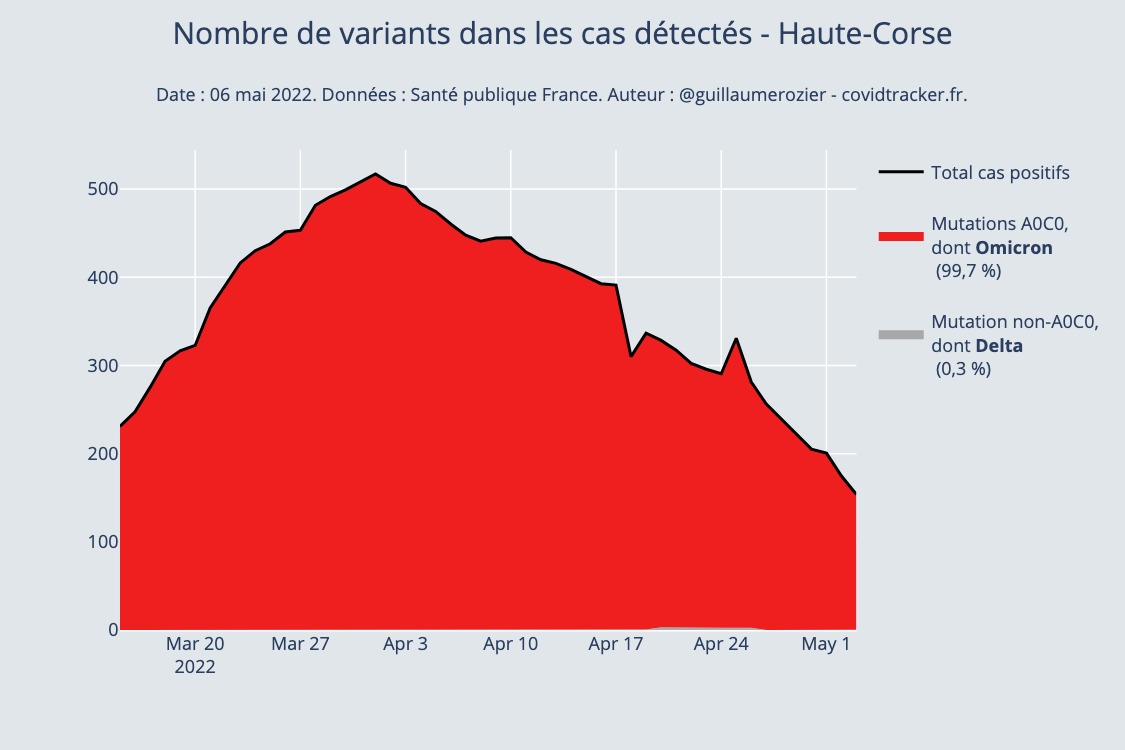 Nombre de variants dans les cas détectés - Haute-Corse
Date : 06 mai 2022. Données : Santé publique France. Auteur : @guillaumerozier - covidtracker.fr.
Total cas positifs
Mutations A0C0,
dont Omicron
(99,7 %)
Mutation non-A0C0,
dont Delta
(0,3 %)
500
400
300
200
100
0
Mar 20
2022
Mar 27
Apr 3
Apr 10
Apr 17
Apr 24
May 1